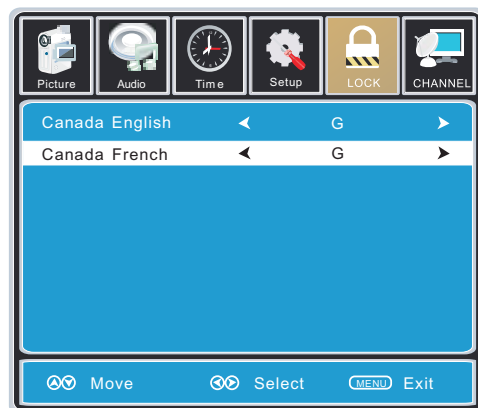 Picture Audio Time Setup LOCK CHANNEL
Canada English G
Canada French G
Move Select MENU Exit